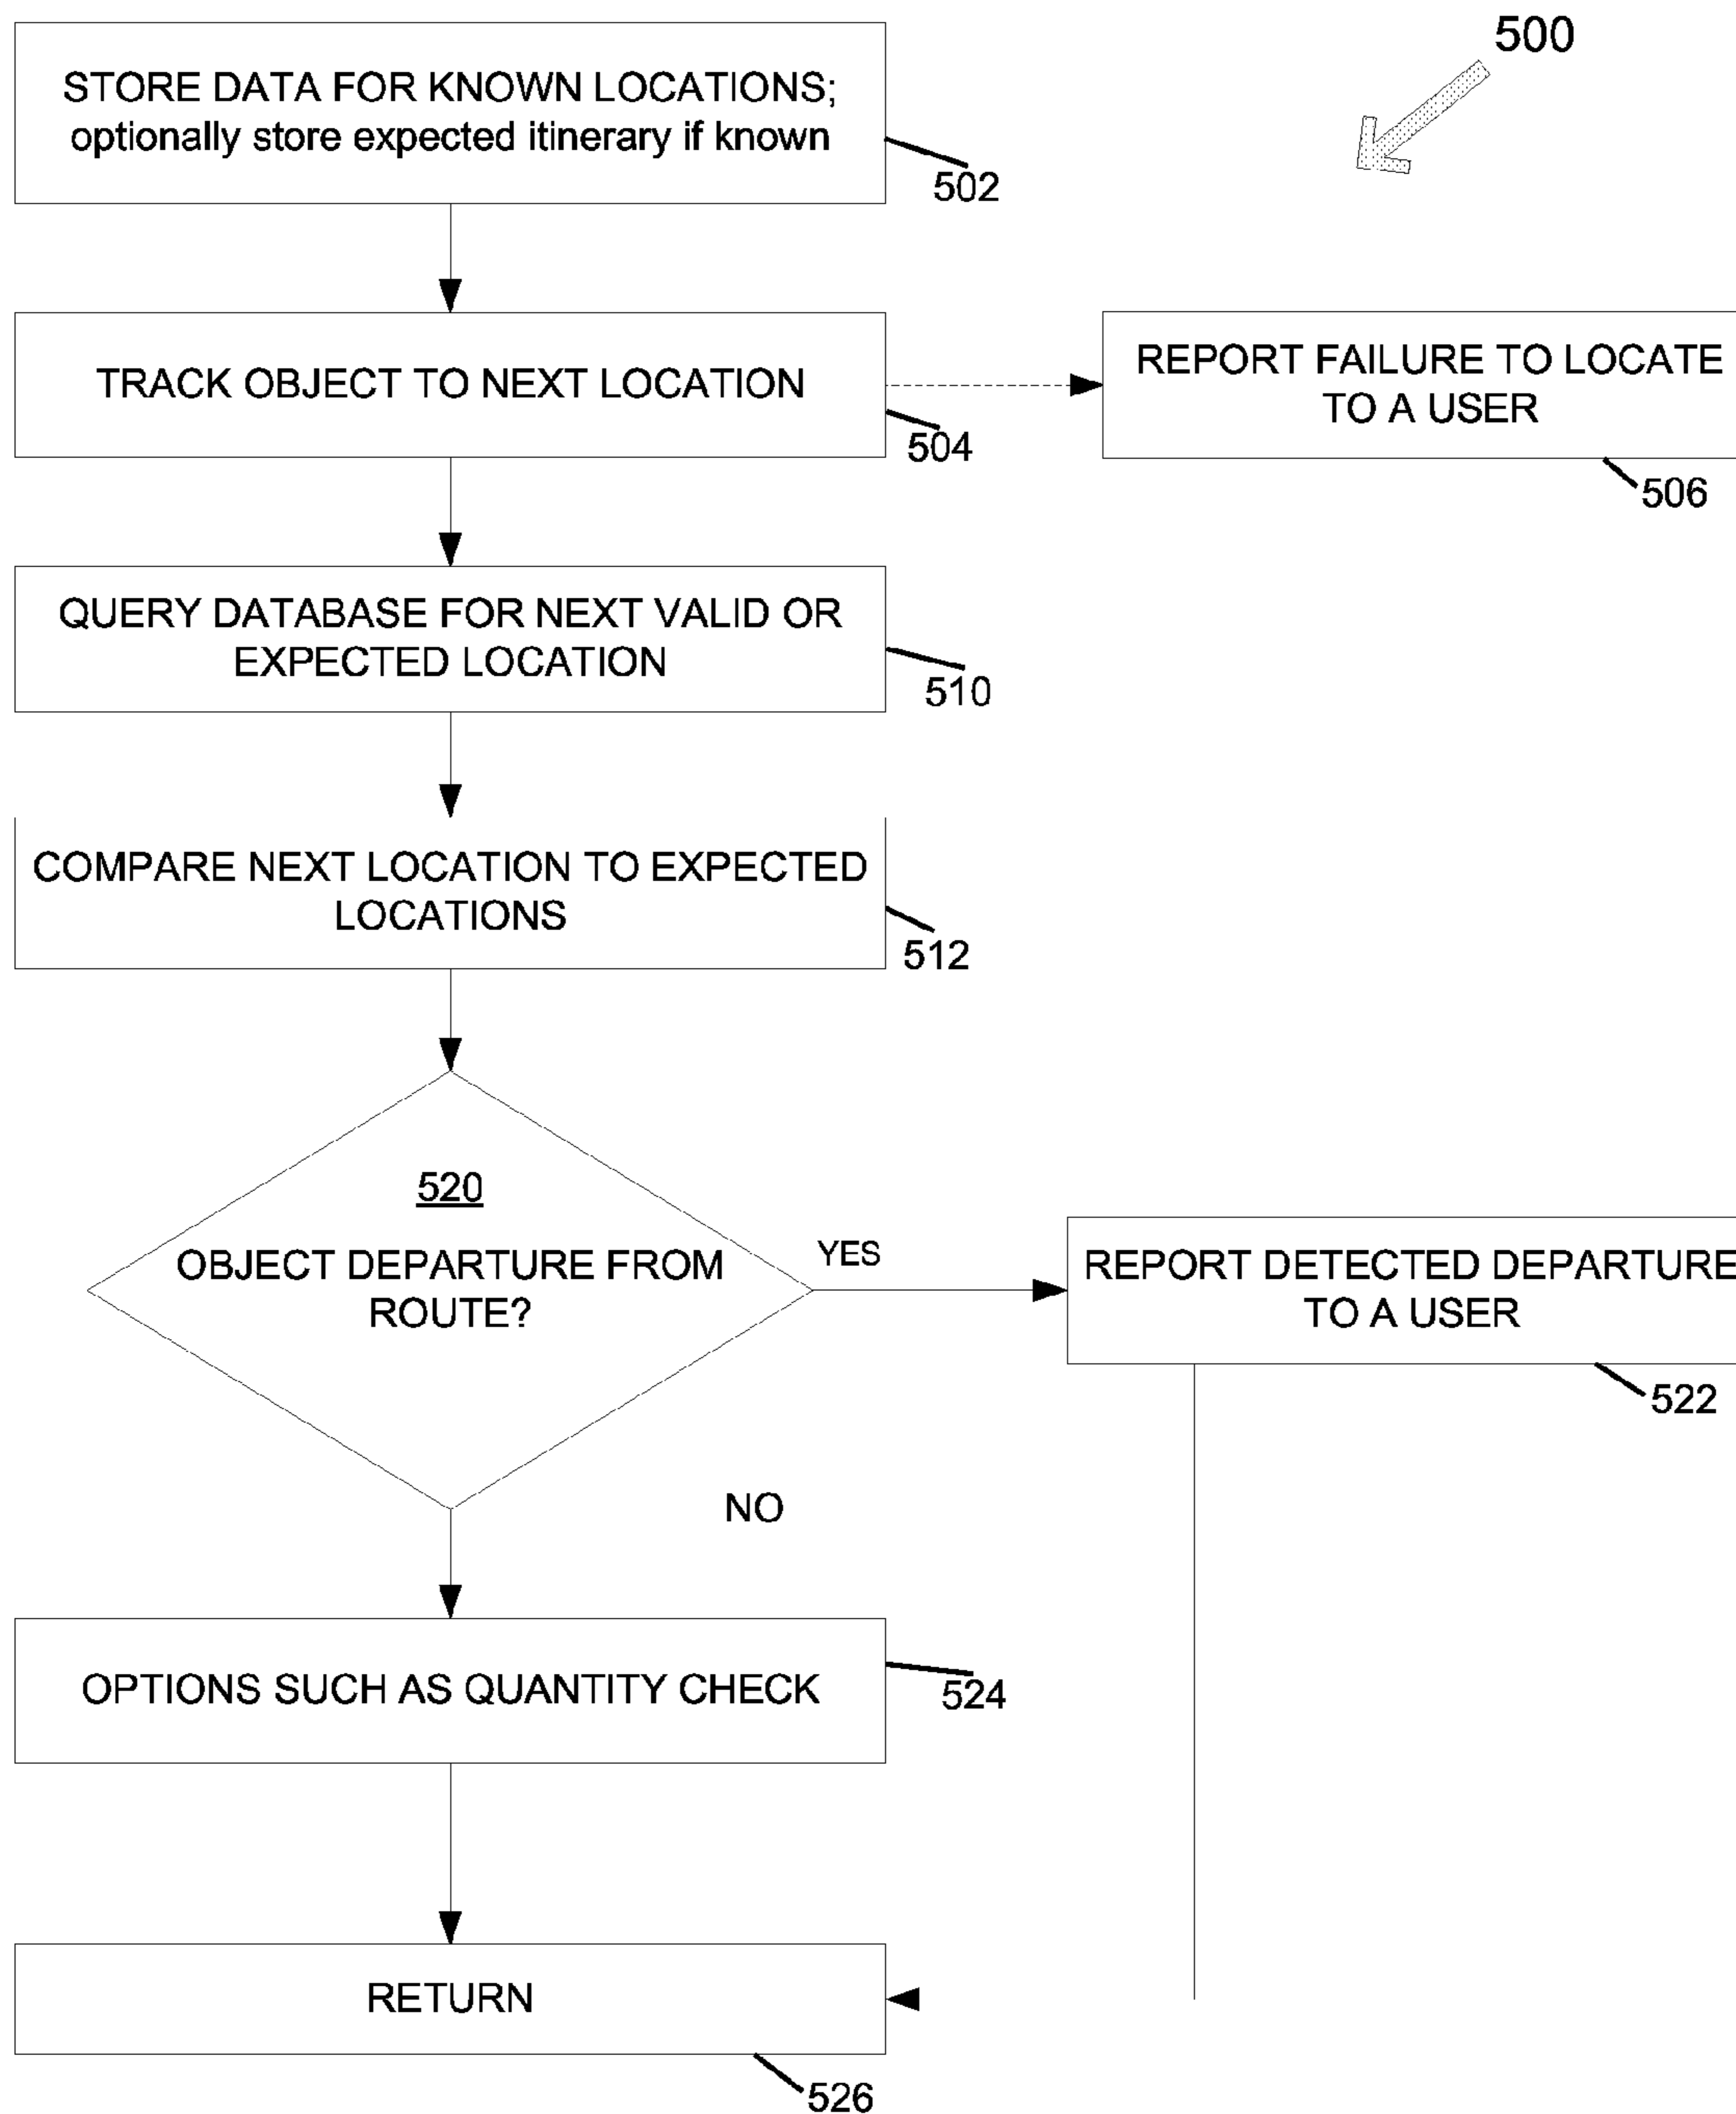 500
STORE DATA FOR KNOWN LOCATIONS;
optionally store expected itinerary if known
502
TRACK OBJECT TO NEXT LOCATION
504
REPORT FAILURE TO LOCATE
TO A USER
506
QUERY DATABASE FOR NEXT VALID OR
EXPECTED LOCATION
510
COMPARE NEXT LOCATION TO EXPECTED
LOCATIONS
512
520
OBJECT DEPARTURE FROM
ROUTE?
YES
REPORT DETECTED DEPARTURE
TO A USER
522
NO
OPTIONS SUCH AS QUANTITY CHECK
524
RETURN
526